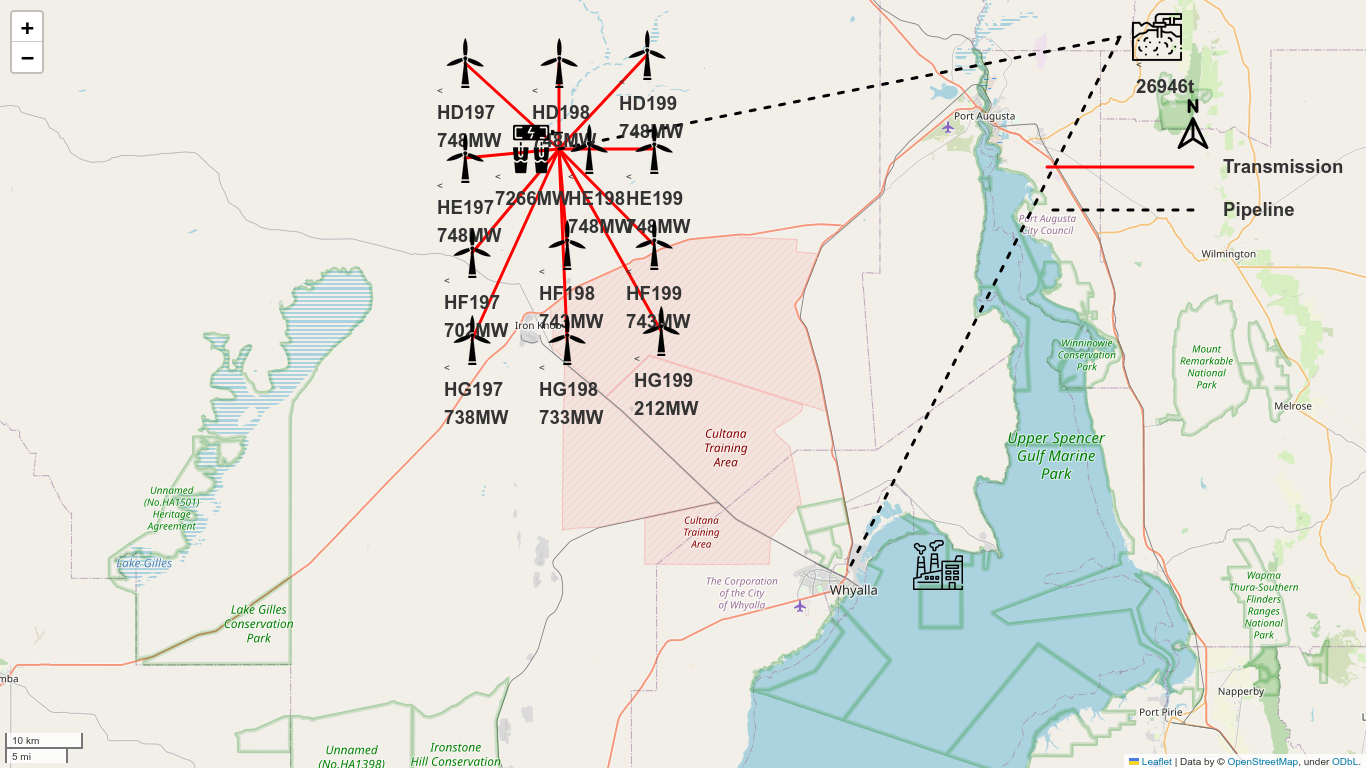 +
−
HD197
748MW
HD198
748MW
HD199
748MW
26946t
N
Port Augusta
Transmission
Pipeline
HE197
748MW
7266MW
HE198
748MW
HE199
748MW
Port Augusta
City Council
Wilmington
HF197
702MW
HF198
743MW
HF199
743MW
Iron Knob
Winninowie
Conservation
Park
Mount
Remarkable
National
Park
HG197
738MW
HG198
733MW
HG199
212MW
Melrose
Cultana
Training
Area
Upper Spencer
Gulf Marine
Park
Unnamed
(No.HA1501)
Heritage
Agreement
Cultana
Training
Area
Lake Gilles
The Corporation
of the City
of Whyalla
Whyalla
Wapma
Thura-Southern
Flinders
Ranges
National
Park
Lake Gilles
Conservation
Park
mba
Napperby
Port Pirie
Unnamed
(No.HA1398)
Ironstone
Hill Conservation
10 km
5 mi
Leaflet | Data by © OpenStreetMap, under ODbL.